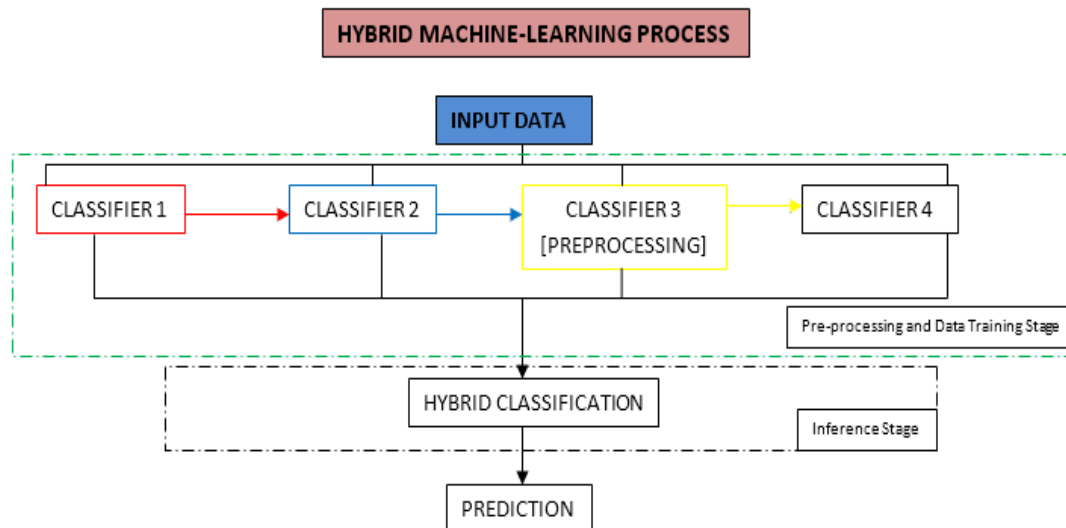 HYBRID MACHINE-LEARNING PROCESS
INPUT DATA
CLASSIFIER 1
CLASSIFIER 2
CLASSIFIER 3
[PREPROCESSING]
CLASSIFIER 4
Pre-processing and Data Training Stage
HYBRID CLASSIFICATION
Inference Stage
PREDICTION